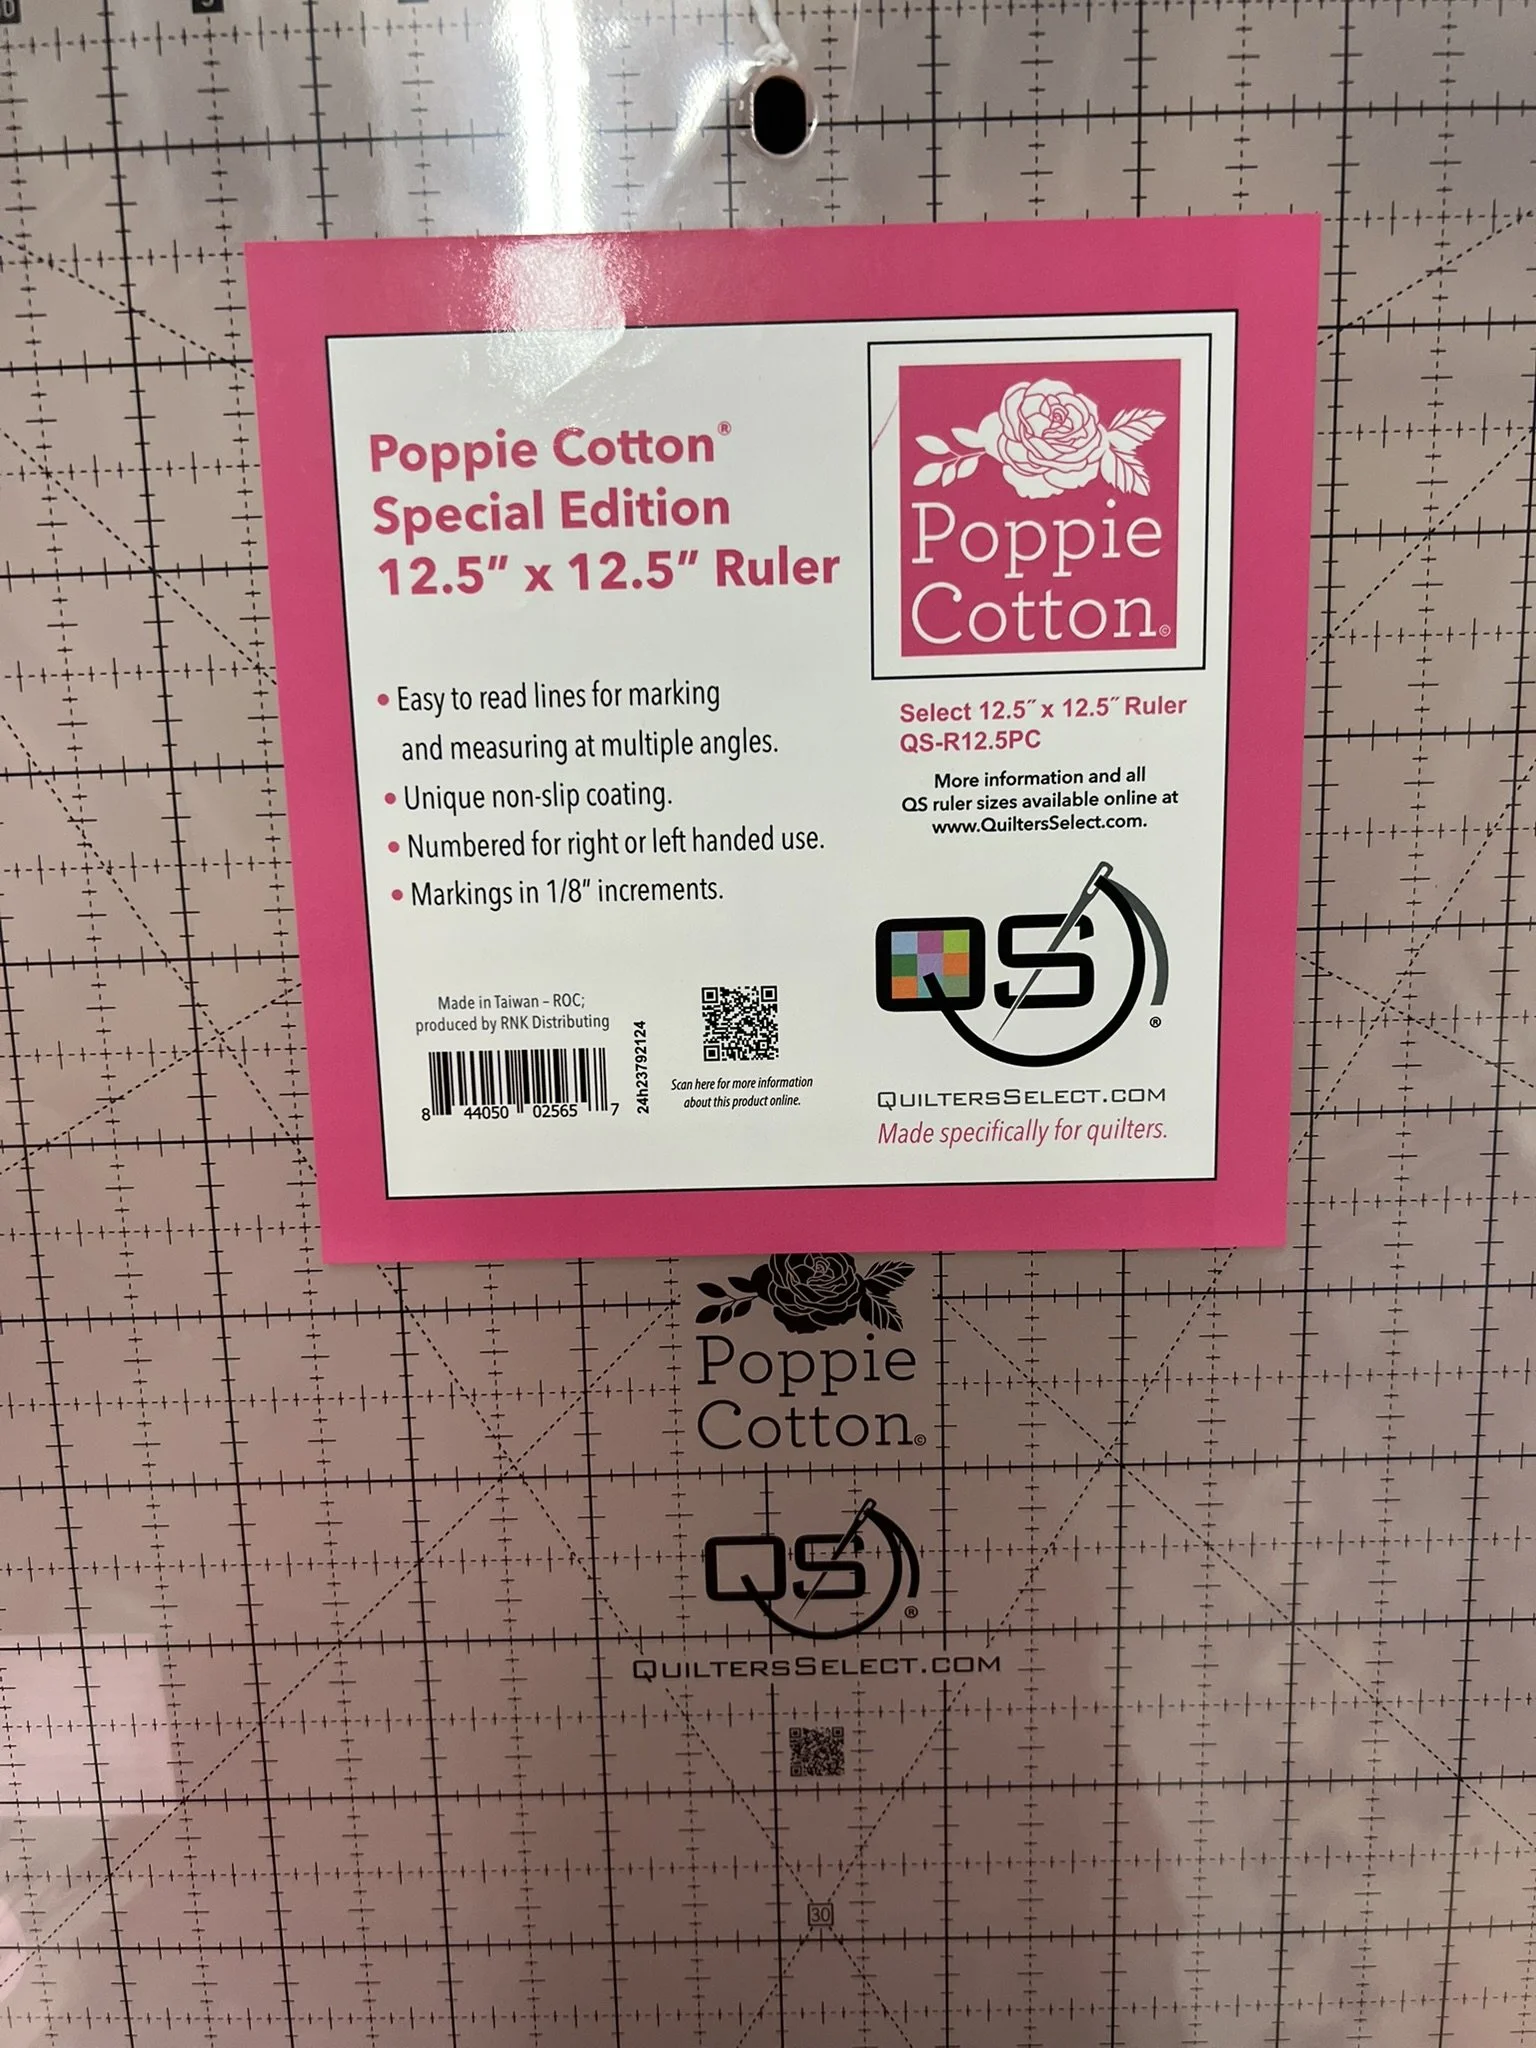 Poppie Cotton®
Special Edition
12.5" x 12.5" Ruler
• Easy to read lines for marking
and measuring at multiple angles.
• Unique non-slip coating.
• Numbered for right or left handed use.
• Markings in 1/8" increments.
Made in Taiwan – ROC;
produced by RNK Distributing
8 44050 02565 7
24h23792124
Scan here for more information
about this product online.
Poppie
Cotton©
Select 12.5˝ x 12.5˝ Ruler
QS-R12.5PC
More information and all
QS ruler sizes available online at
www.QuiltersSelect.com.
QS®
QUILTERSSELECT.COM
Made specifically for quilters.
Poppie
Cotton©
QS®
QUILTERSSELECT.COM
30